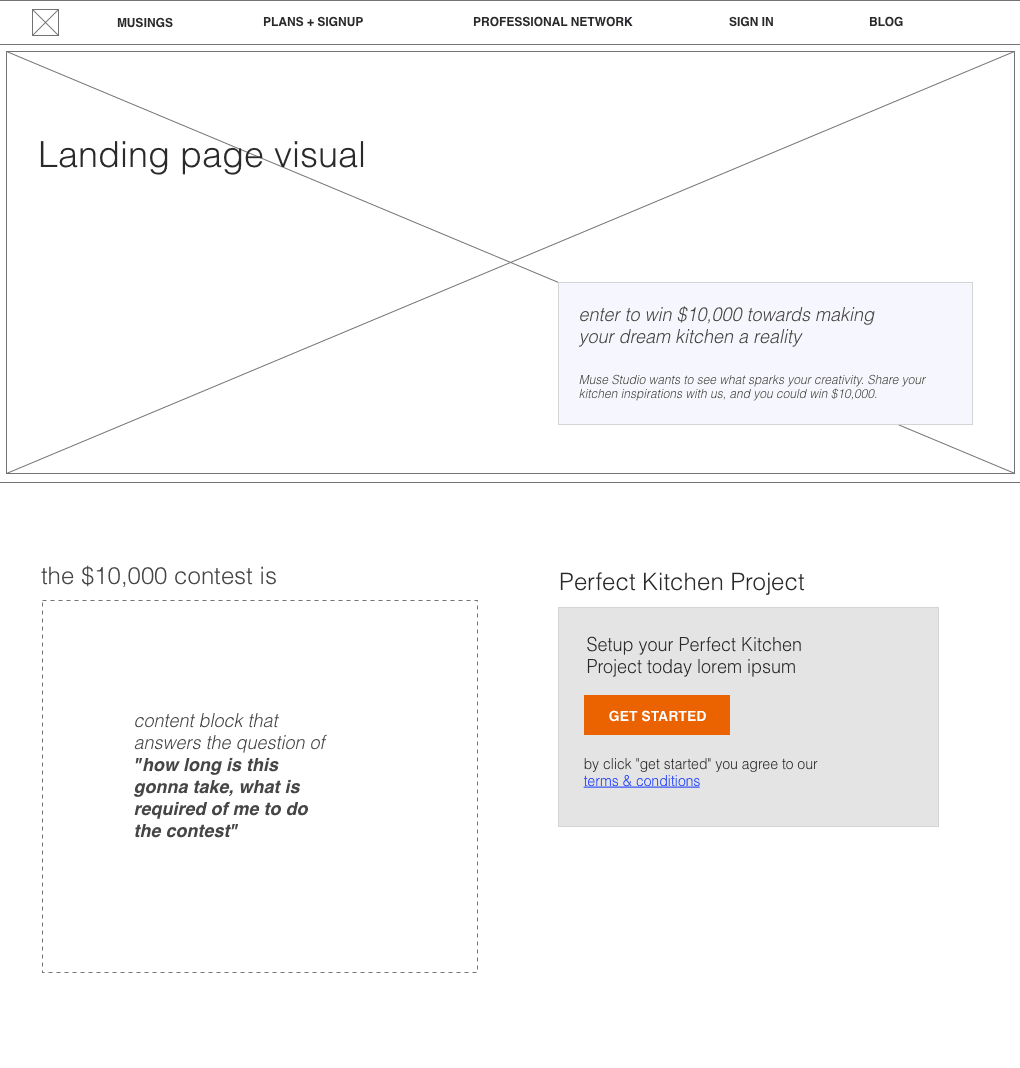 MUSINGS PLANS + SIGNUP PROFESSIONAL NETWORK SIGN IN BLOG
Landing page visual
enter to win $10,000 towards making
your dream kitchen a reality
Muse Studio wants to see what sparks your creativity. Share your
kitchen inspirations with us, and you could win $10,000.
the $10,000 contest is
content block that
answers the question of
"how long is this
gonna take, what is
required of me to do
the contest"
Perfect Kitchen Project
Setup your Perfect Kitchen
Project today lorem ipsum
GET STARTED
by click "get started" you agree to our
terms & conditions